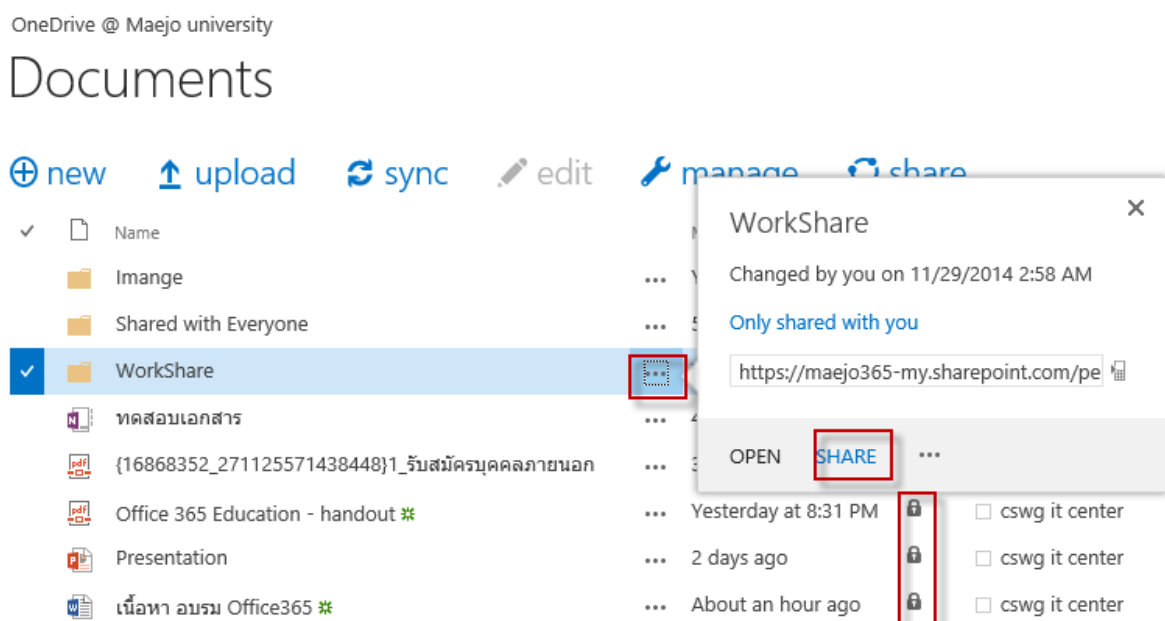 OneDrive @ Maejo university
Documents
new upload sync edit manage share
Name
WorkShare
Changed by you on 11/29/2014 2:58 AM
Only shared with you
https://maejo365-my.sharepoint.com/pe
OPEN SHARE ...
Imange ...
Shared with Everyone ...
WorkShare ...
ทดสอบเอกสาร ...
{16868352_271125571438448}1_รับสมัครบุคคลภายนอก ...
Office 365 Education - handout ... Yesterday at 8:31 PM cswg it center
Presentation ... 2 days ago cswg it center
เนื้อหา อบรม Office365 ... About an hour ago cswg it center